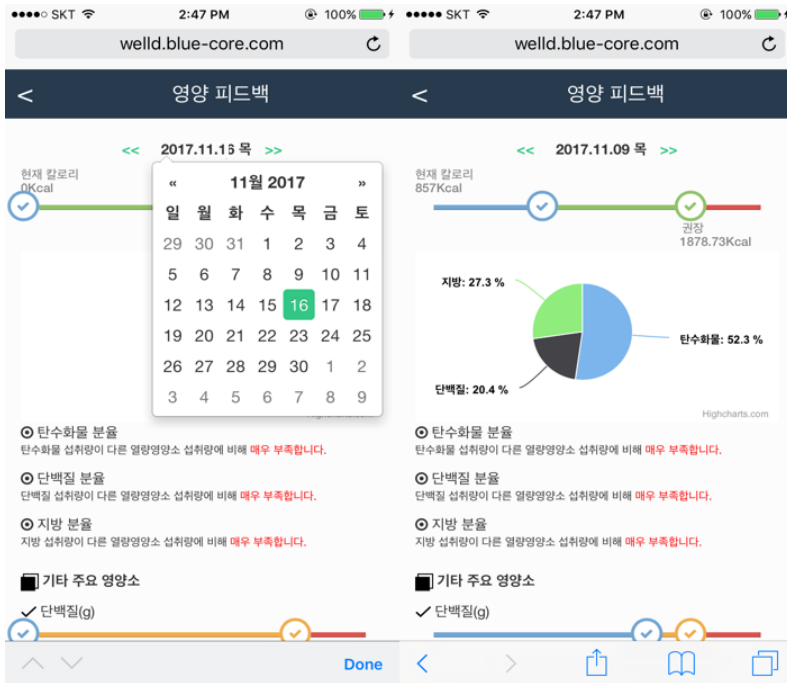 SKT 2:47 PM 100%
welld.blue-core.com
<
영양 피드백
<< 2017.11.16 목 >>
현재 칼로리
0Kcal
« 11월 2017 »
일 월 화 수 목 금 토
29 30 31 1 2 3 4
5 6 7 8 9 10 11
12 13 14 15 16 17 18
19 20 21 22 23 24 25
26 27 28 29 30 1 2
3 4 5 6 7 8 9
탄수화물 분율
탄수화물 섭취량이 다른 열량영양소 섭취량에 비해 매우 부족합니다.
단백질 분율
단백질 섭취량이 다른 열량영양소 섭취량에 비해 매우 부족합니다.
지방 분율
지방 섭취량이 다른 열량영양소 섭취량에 비해 매우 부족합니다.
기타 주요 영양소
단백질(g)
Done
SKT 2:47 PM 100%
welld.blue-core.com
<
영양 피드백
<< 2017.11.09 목 >>
현재 칼로리
857Kcal
권장
1878.73Kcal
지방: 27.3 %
탄수화물: 52.3 %
단백질: 20.4 %
Highcharts.com
탄수화물 분율
탄수화물 섭취량이 다른 열량영양소 섭취량에 비해 매우 부족합니다.
단백질 분율
단백질 섭취량이 다른 열량영양소 섭취량에 비해 매우 부족합니다.
지방 분율
지방 섭취량이 다른 열량영양소 섭취량에 비해 매우 부족합니다.
기타 주요 영양소
단백질(g)